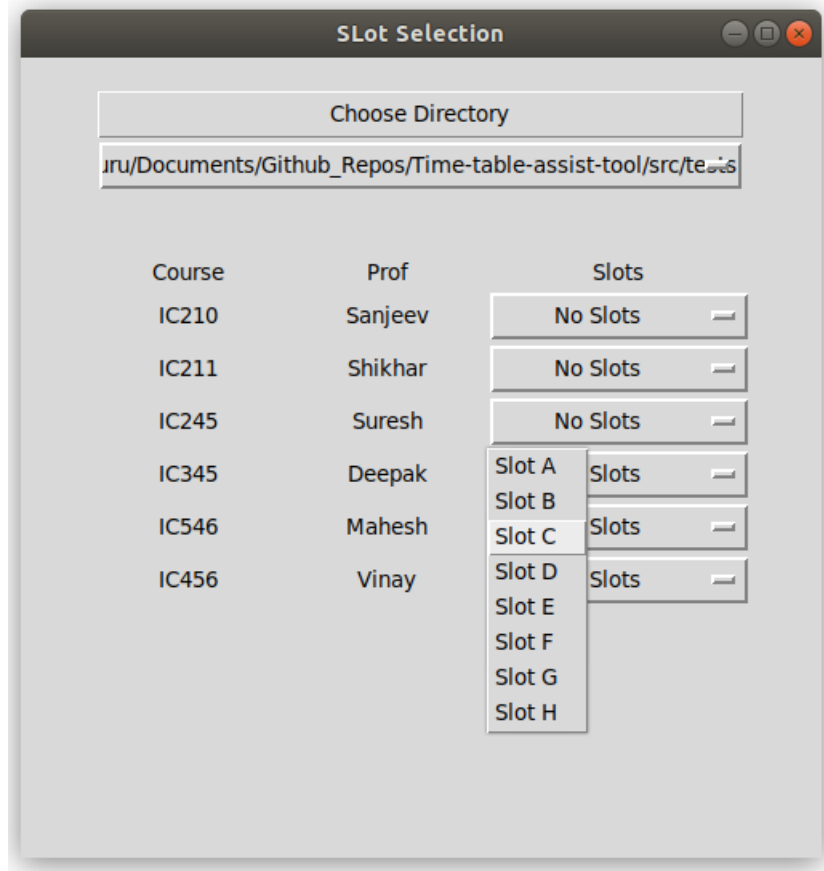 SLot Selection
Choose Directory
uru/Documents/Github_Repos/Time-table-assist-tool/src/tests
Course Prof Slots
IC210 Sanjeev No Slots
IC211 Shikhar No Slots
IC245 Suresh No Slots
IC345 Deepak Slots
IC546 Mahesh Slots
IC456 Vinay Slots
Slot A
Slot B
Slot C
Slot D
Slot E
Slot F
Slot G
Slot H